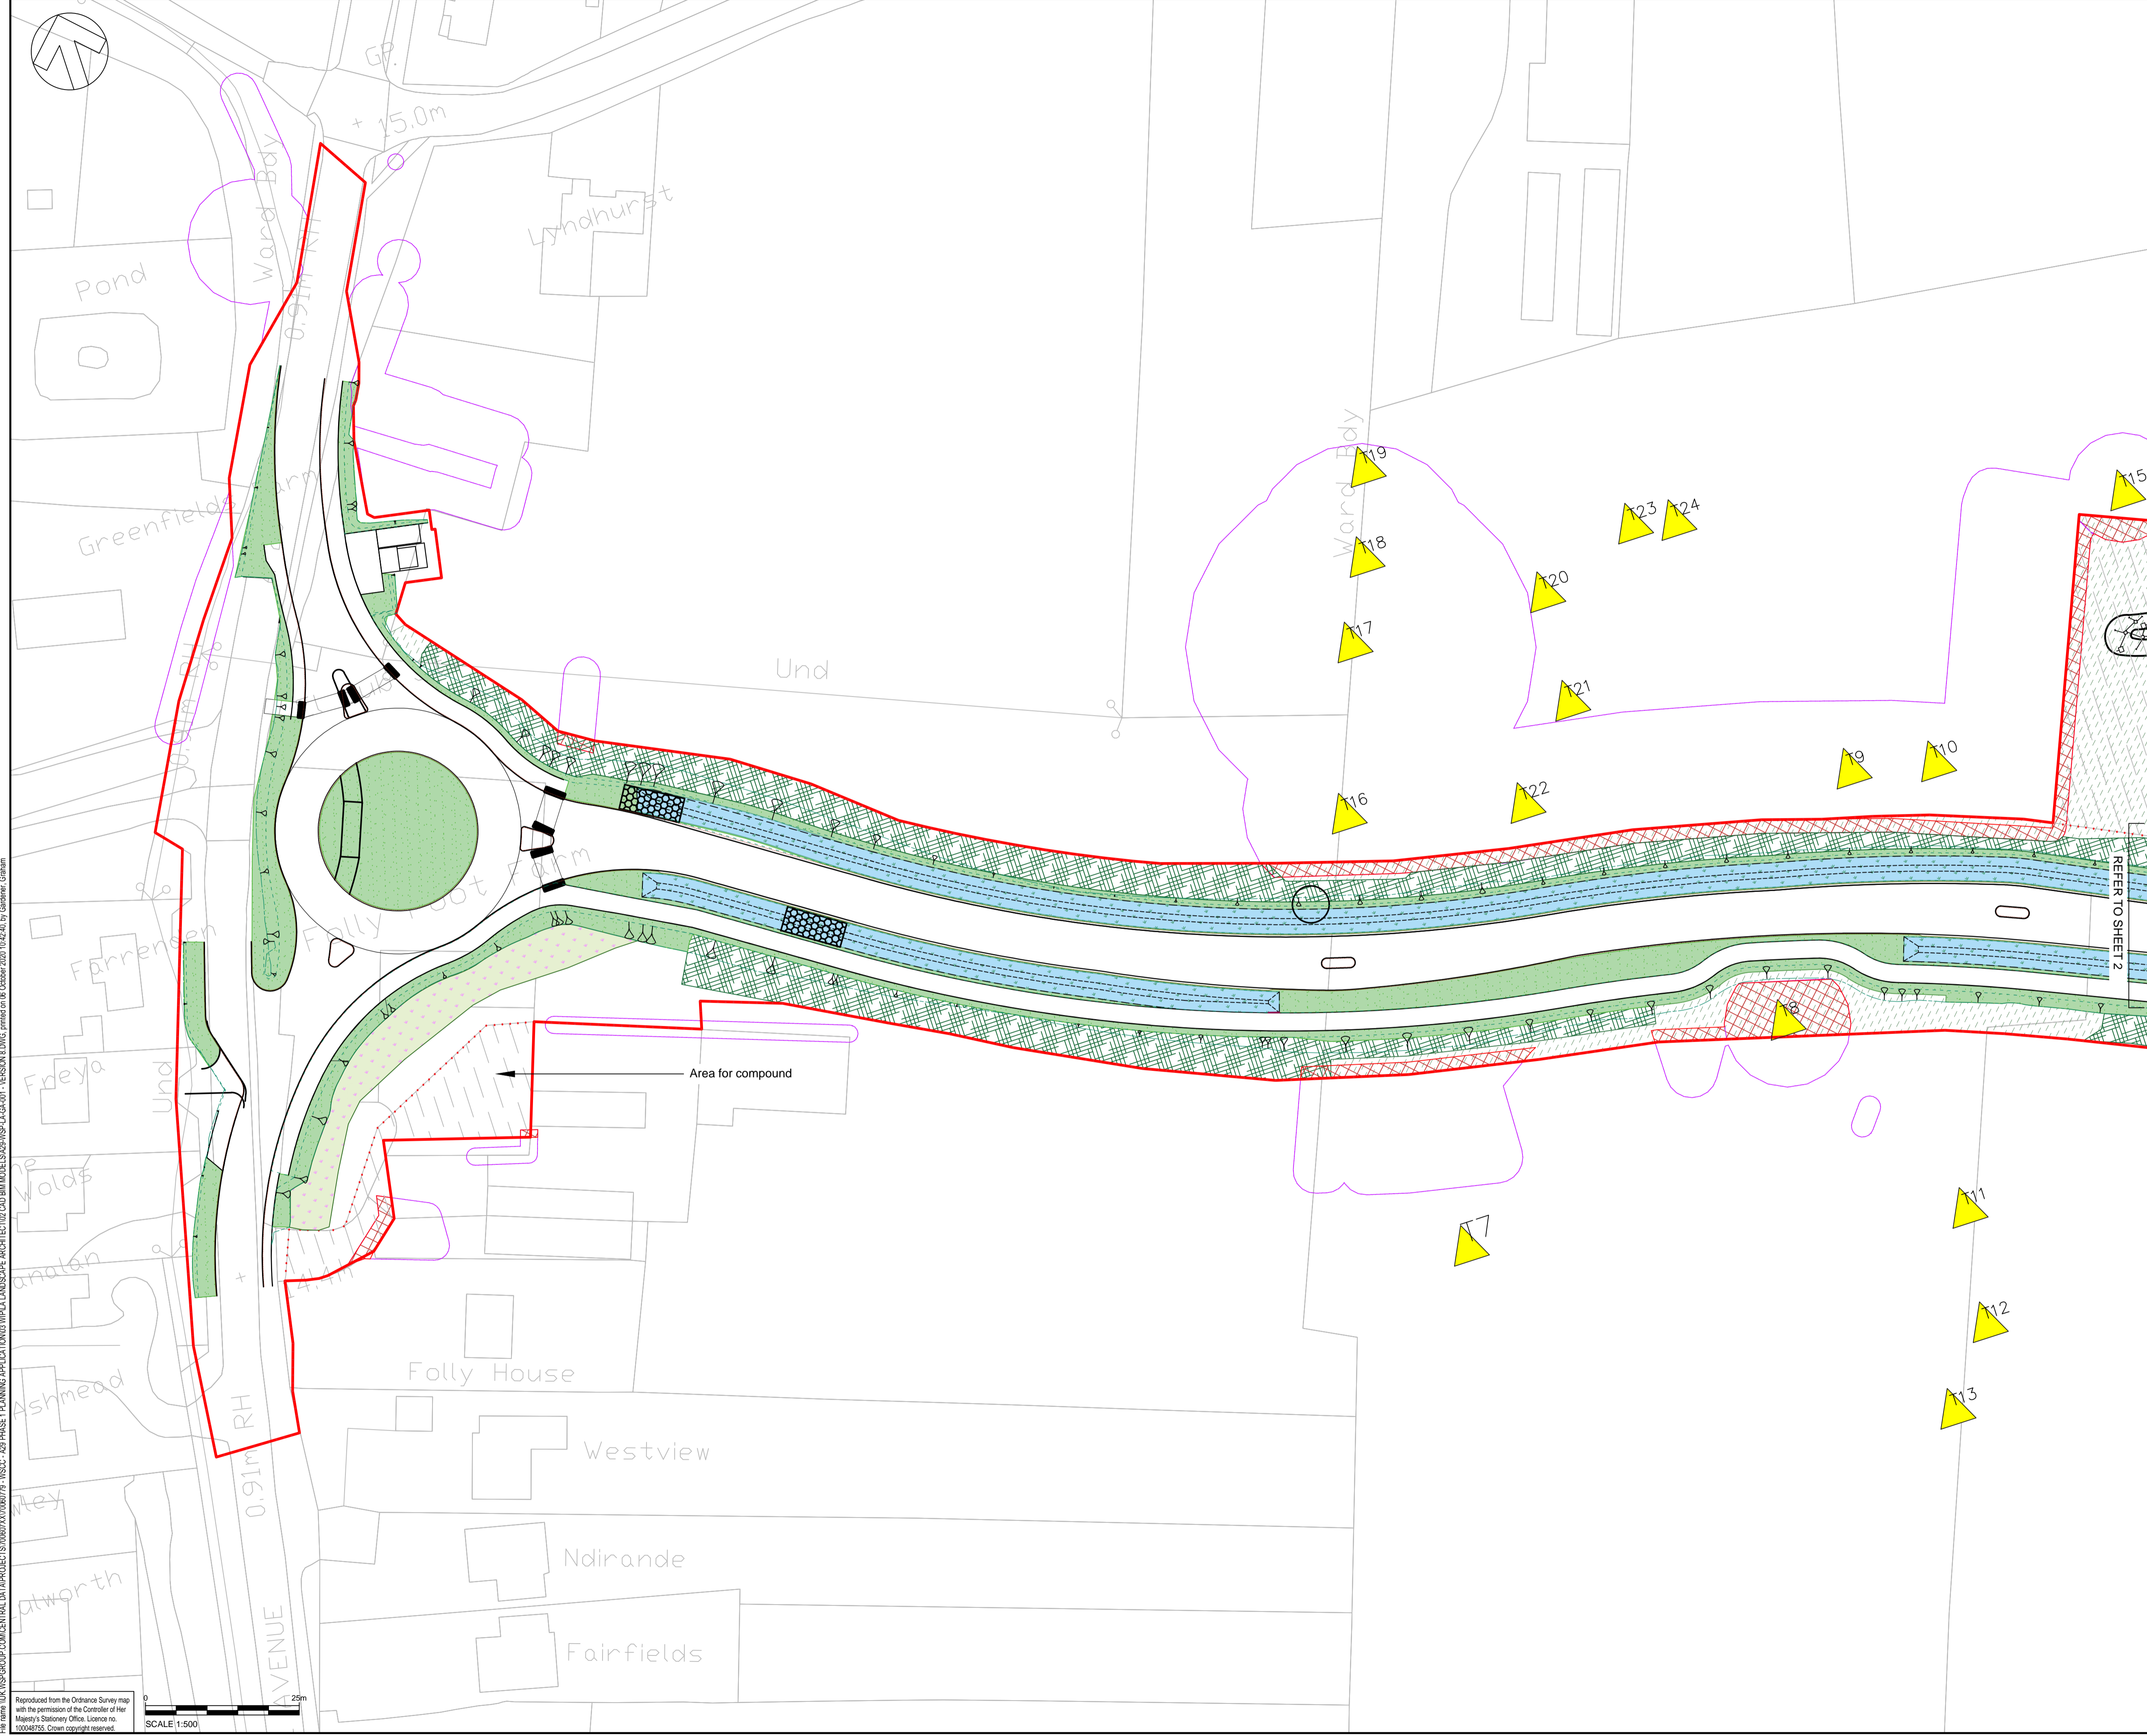 GP.
+ 15.0m
Ward Bdy
Lyndhurst
Pond
0.91m RH
Greenfields Farm
Und
Ward Bdy
T19
T18
T17
T16
T23
T24
T20
T21
T22
T9
T10
T15
REFER TO SHEET 2
Folly Foot Farm
Farrenden
Freya
Und
Area for compound
T8
T7
T11
T12
T13
Wolds
Folly House
Ashmead
0.91m RH
Westview
Ndirande
Fairfields
AVENUE
Reproduced from the Ordnance Survey map
with the permission of the Controller of Her
Majesty's Stationery Office. Licence no.
100048755. Crown copyright reserved.
0 25m
SCALE 1:500